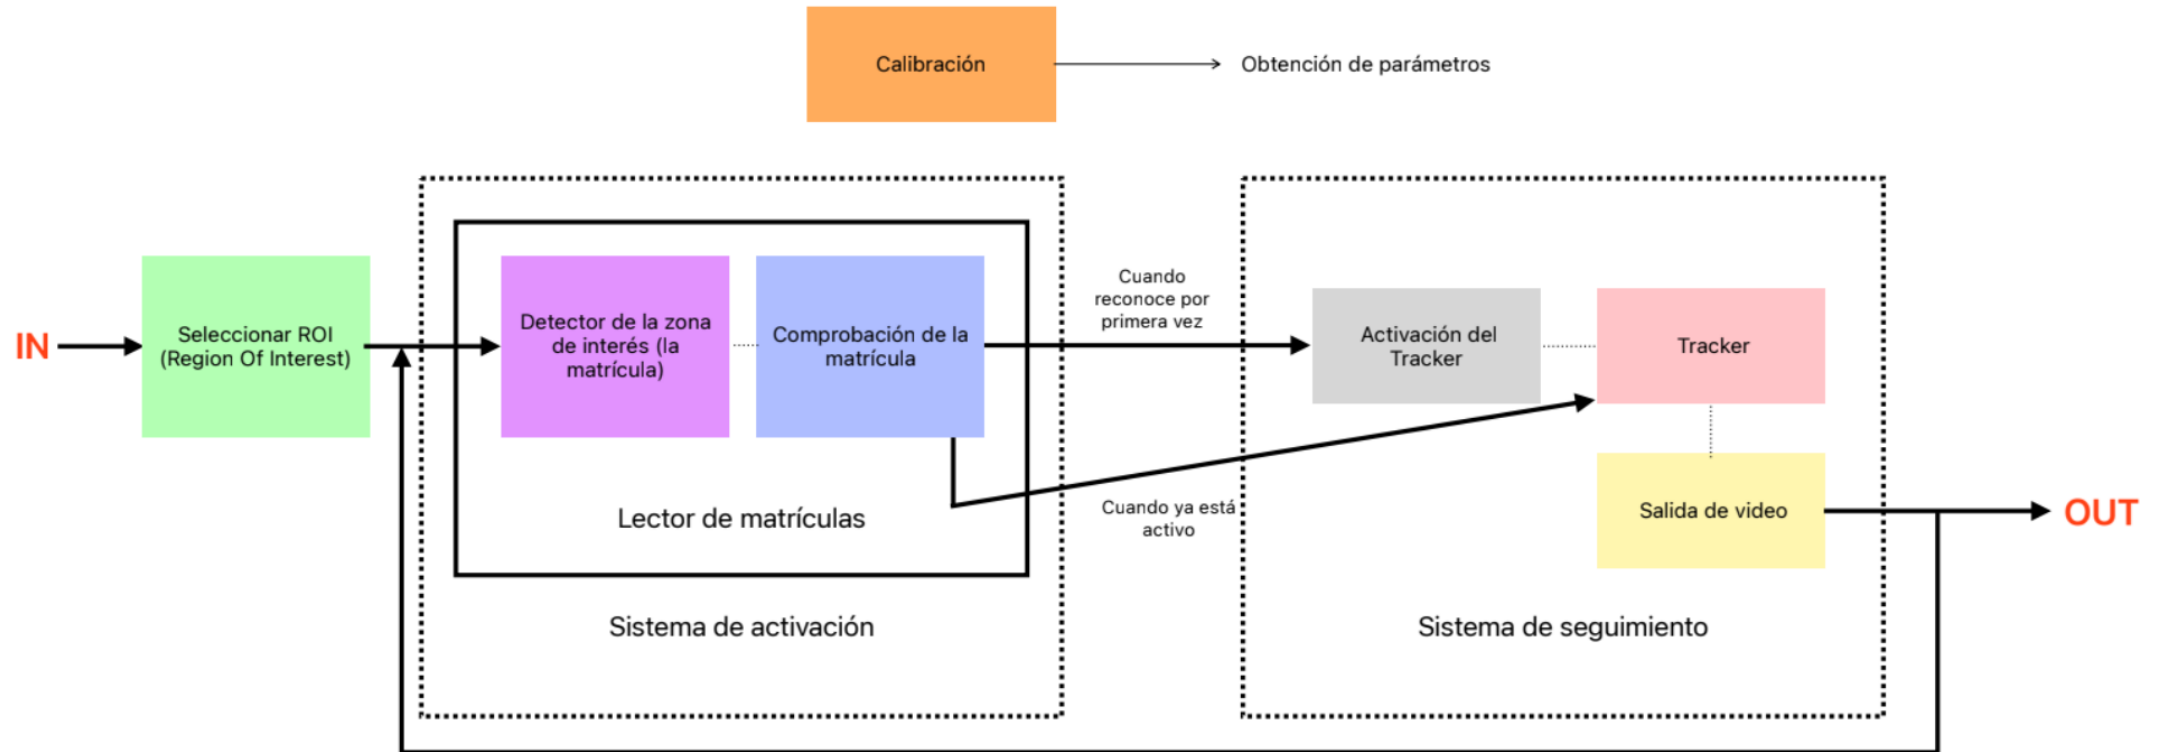 Calibración
Obtención de parámetros
IN
Seleccionar ROI
(Region Of Interest)
Detector de la zona
de interés (la
matrícula)
Comprobación de la
matrícula
Lector de matrículas
Sistema de activación
Cuando
reconoce por
primera vez
Cuando ya está
activo
Activación del
Tracker
Tracker
Salida de video
Sistema de seguimiento
OUT